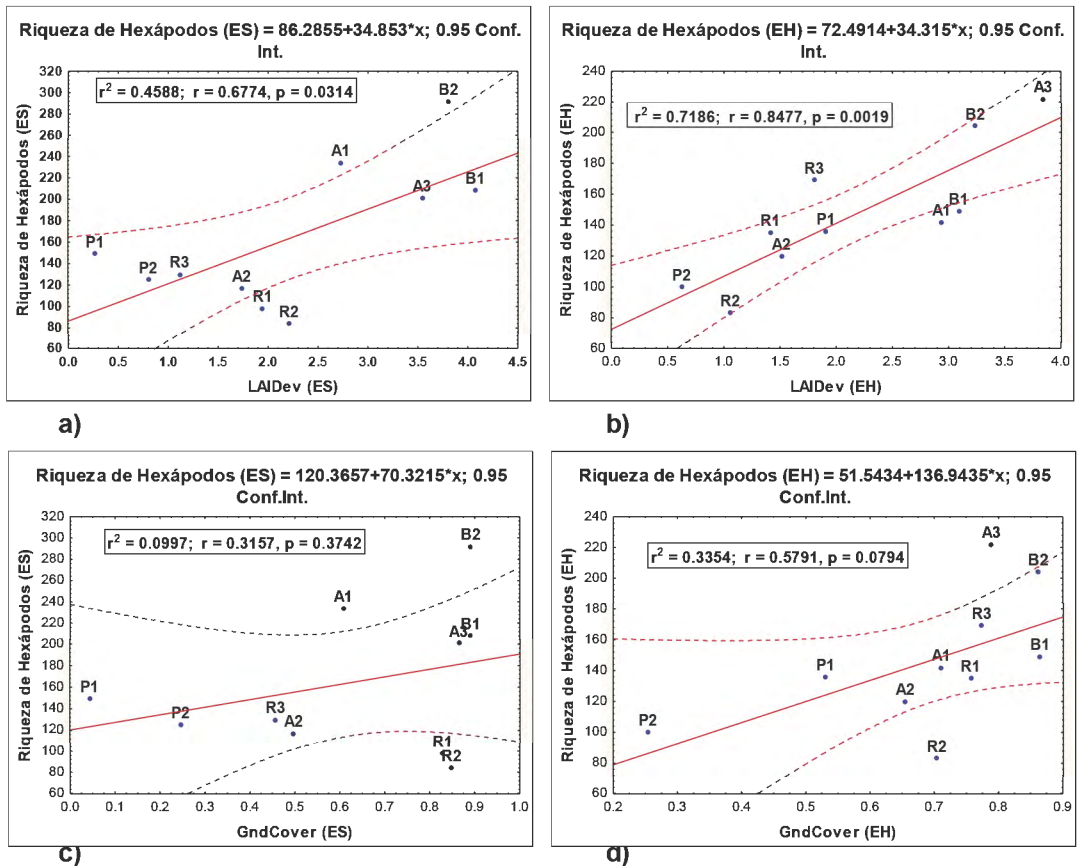 Riqueza de Hexápodos (ES) = 86.2855+34.853*x; 0.95 Conf.
Int.
r² = 0.4588; r = 0.6774, p = 0.0314
Riqueza de Hexápodos (ES)
320
300
280
260
240
220
200
180
160
140
120
100
80
60
B2
A1
A3
B1
P1
P2
R3
A2
R1
R2
0.0 0.5 1.0 1.5 2.0 2.5 3.0 3.5 4.0 4.5
LAIDev (ES)
a)
Riqueza de Hexápodos (EH) = 72.4914+34.315*x; 0.95 Conf.
Int.
r² = 0.7186; r = 0.8477, p = 0.0019
Riqueza de Hexápodos (EH)
240
220
200
180
160
140
120
100
80
60
A3
B2
R3
R1
P1
A1
B1
A2
P2
R2
0.0 0.5 1.0 1.5 2.0 2.5 3.0 3.5 4.0
LAIDev (EH)
b)
Riqueza de Hexápodos (ES) = 120.3657+70.3215*x; 0.95
Conf.Int.
r² = 0.0997; r = 0.3157, p = 0.3742
Riqueza de Hexápodos (ES)
320
300
280
260
240
220
200
180
160
140
120
100
80
60
B2
A1
B1
A3
P1
P2
R3
A2
R1
R2
0.0 0.1 0.2 0.3 0.4 0.5 0.6 0.7 0.8 0.9 1.0
GndCover (ES)
c)
Riqueza de Hexápodos (EH) = 51.5434+136.9435*x; 0.95
Conf.Int.
r² = 0.3354; r = 0.5791, p = 0.0794
Riqueza de Hexápodos (EH)
240
220
200
180
160
140
120
100
80
60
A3
B2
R3
P1
A1
R1
B1
A2
P2
R2
0.2 0.3 0.4 0.5 0.6 0.7 0.8 0.9
GndCover (EH)
d)